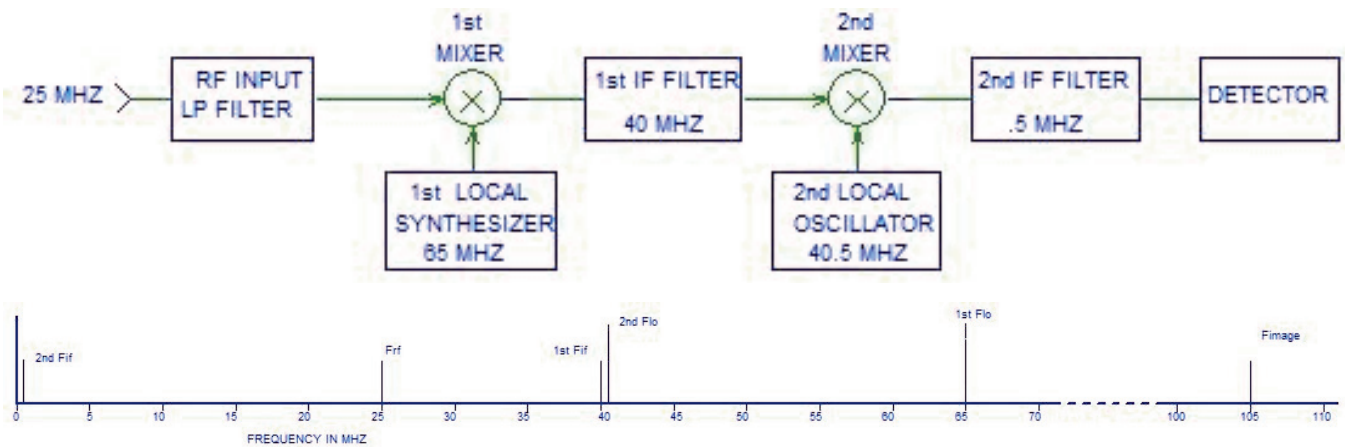 25 MHZ
RF INPUT
LP FILTER
1st
MIXER
1st IF FILTER
40 MHZ
2nd
MIXER
2nd IF FILTER
.5 MHZ
DETECTOR
1st LOCAL
SYNTHESIZER
65 MHZ
2nd LOCAL
OSCILLATOR
40.5 MHZ
2nd Fif
Frf
1st Fif
2nd Flo
1st Flo
Fimage
0 5 10 15 20 25 30 35 40 45 50 55 60 65 70 100 105 110
FREQUENCY IN MHZ